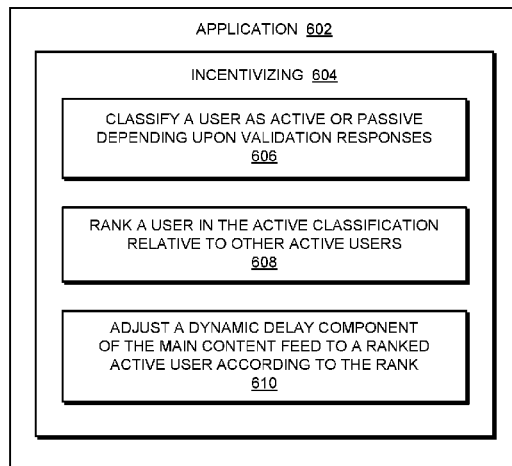 APPLICATION 602
INCENTIVIZING 604
CLASSIFY A USER AS ACTIVE OR PASSIVE
DEPENDING UPON VALIDATION RESPONSES
606
RANK A USER IN THE ACTIVE CLASSIFICATION
RELATIVE TO OTHER ACTIVE USERS
608
ADJUST A DYNAMIC DELAY COMPONENT
OF THE MAIN CONTENT FEED TO A RANKED
ACTIVE USER ACCORDING TO THE RANK
610